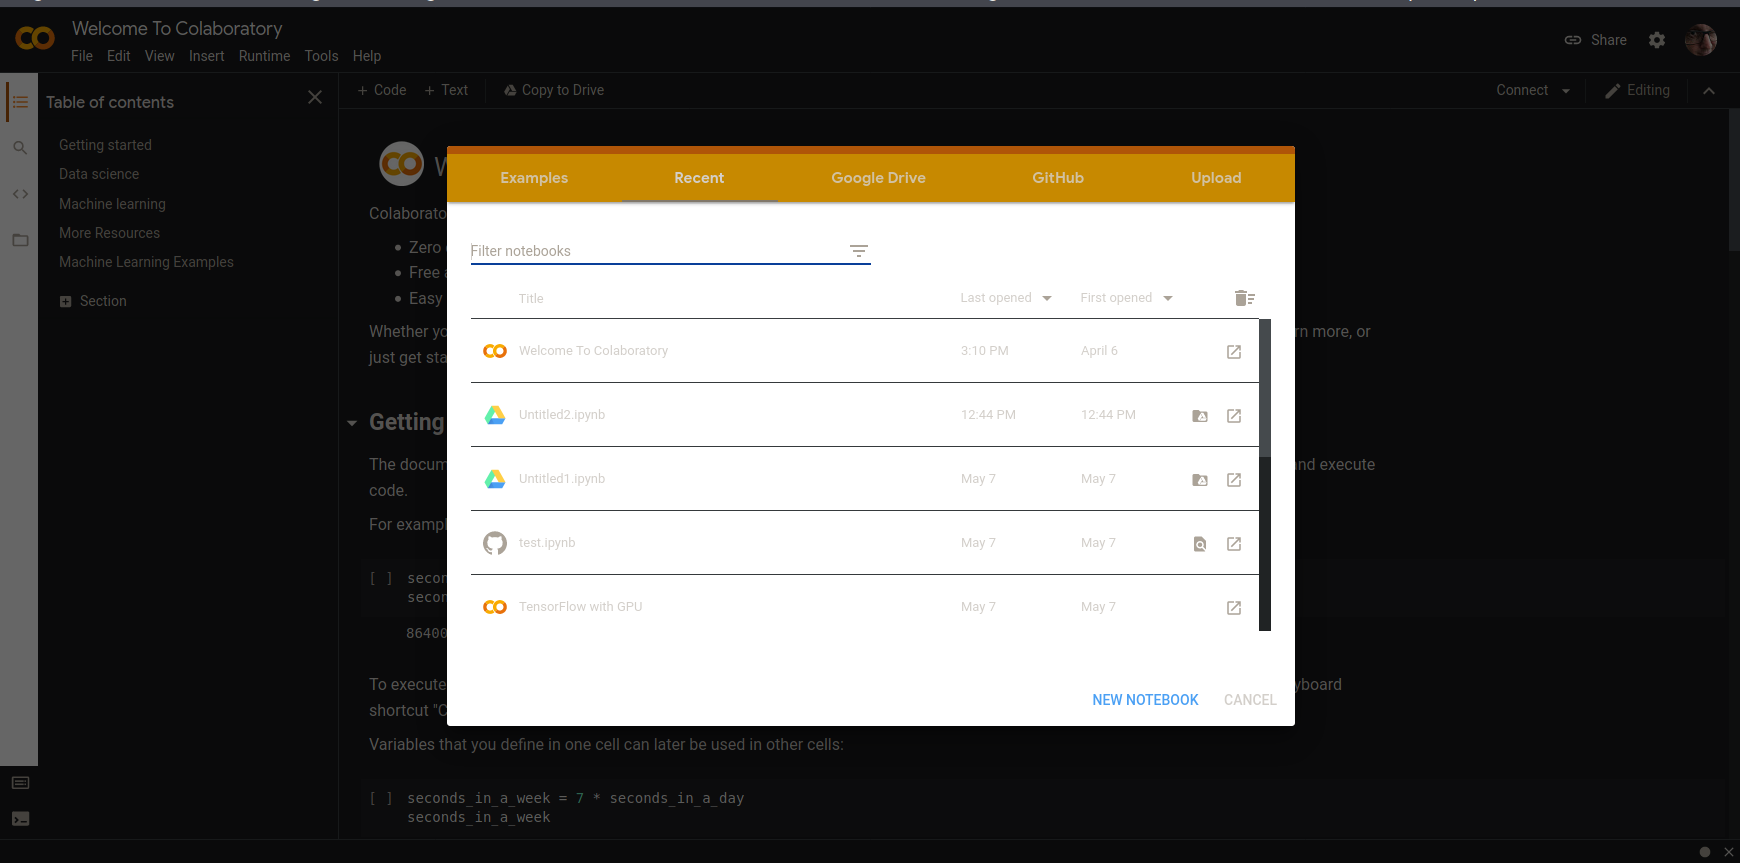 Welcome To Colaboratory
File Edit View Insert Runtime Tools Help
Share
Table of contents
Getting started
Data science
Machine learning
More Resources
Machine Learning Examples
Section
+ Code + Text Copy to Drive
Connect Editing
Examples Recent Google Drive GitHub Upload
Filter notebooks
Title Last opened First opened
Welcome To Colaboratory 3:10 PM April 6
Untitled2.ipynb 12:44 PM 12:44 PM
Untitled1.ipynb May 7 May 7
test.ipynb May 7 May 7
TensorFlow with GPU May 7 May 7
NEW NOTEBOOK CANCEL
Colaborato
• Zero
• Free
• Easy
Whether yo rn more, or
just get sta
Getting
The docum and execute
code.
For exampl
[ ] secon
secon
86400
To execute yboard
shortcut "C
Variables that you define in one cell can later be used in other cells:
[ ] seconds_in_a_week = 7 * seconds_in_a_day
seconds_in_a_week